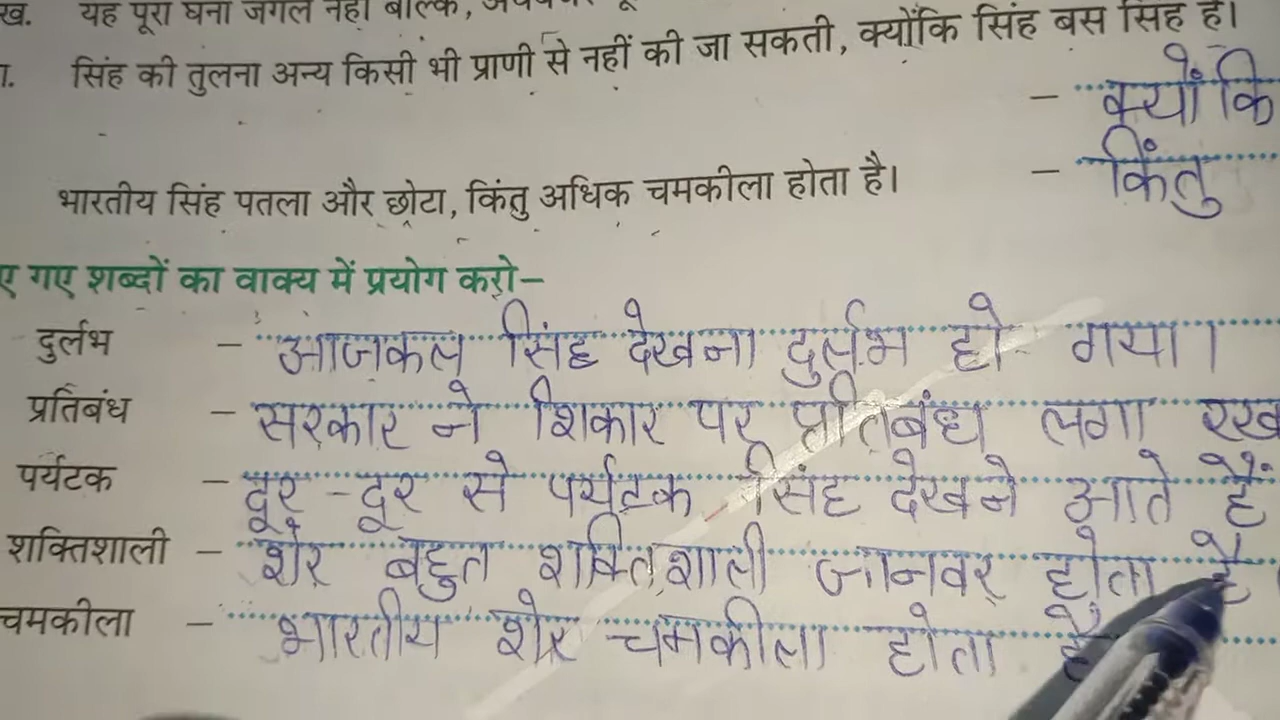 ख. यह पूरा घना जंगल नहीं बल्कि,
सिंह की तुलना अन्य किसी भी प्राणी से नहीं की जा सकती, क्योंकि सिंह बस सिंह है।
– क्योंकि
भारतीय सिंह पतला और छोटा, किंतु अधिक चमकीला होता है। – किंतु
ए गए शब्दों का वाक्य में प्रयोग करो–
दुर्लभ – आजकल सिंह देखना दुर्लभ हो गया।
प्रतिबंध – सरकार ने शिकार पर प्रतिबंध लगा रख
पर्यटक – दूर-दूर से पर्यटक सिंह देखने आते हैं
शक्तिशाली – शेर बहुत शक्तिशाली जानवर होता है
चमकीला – भारतीय शेर चमकीला होता है